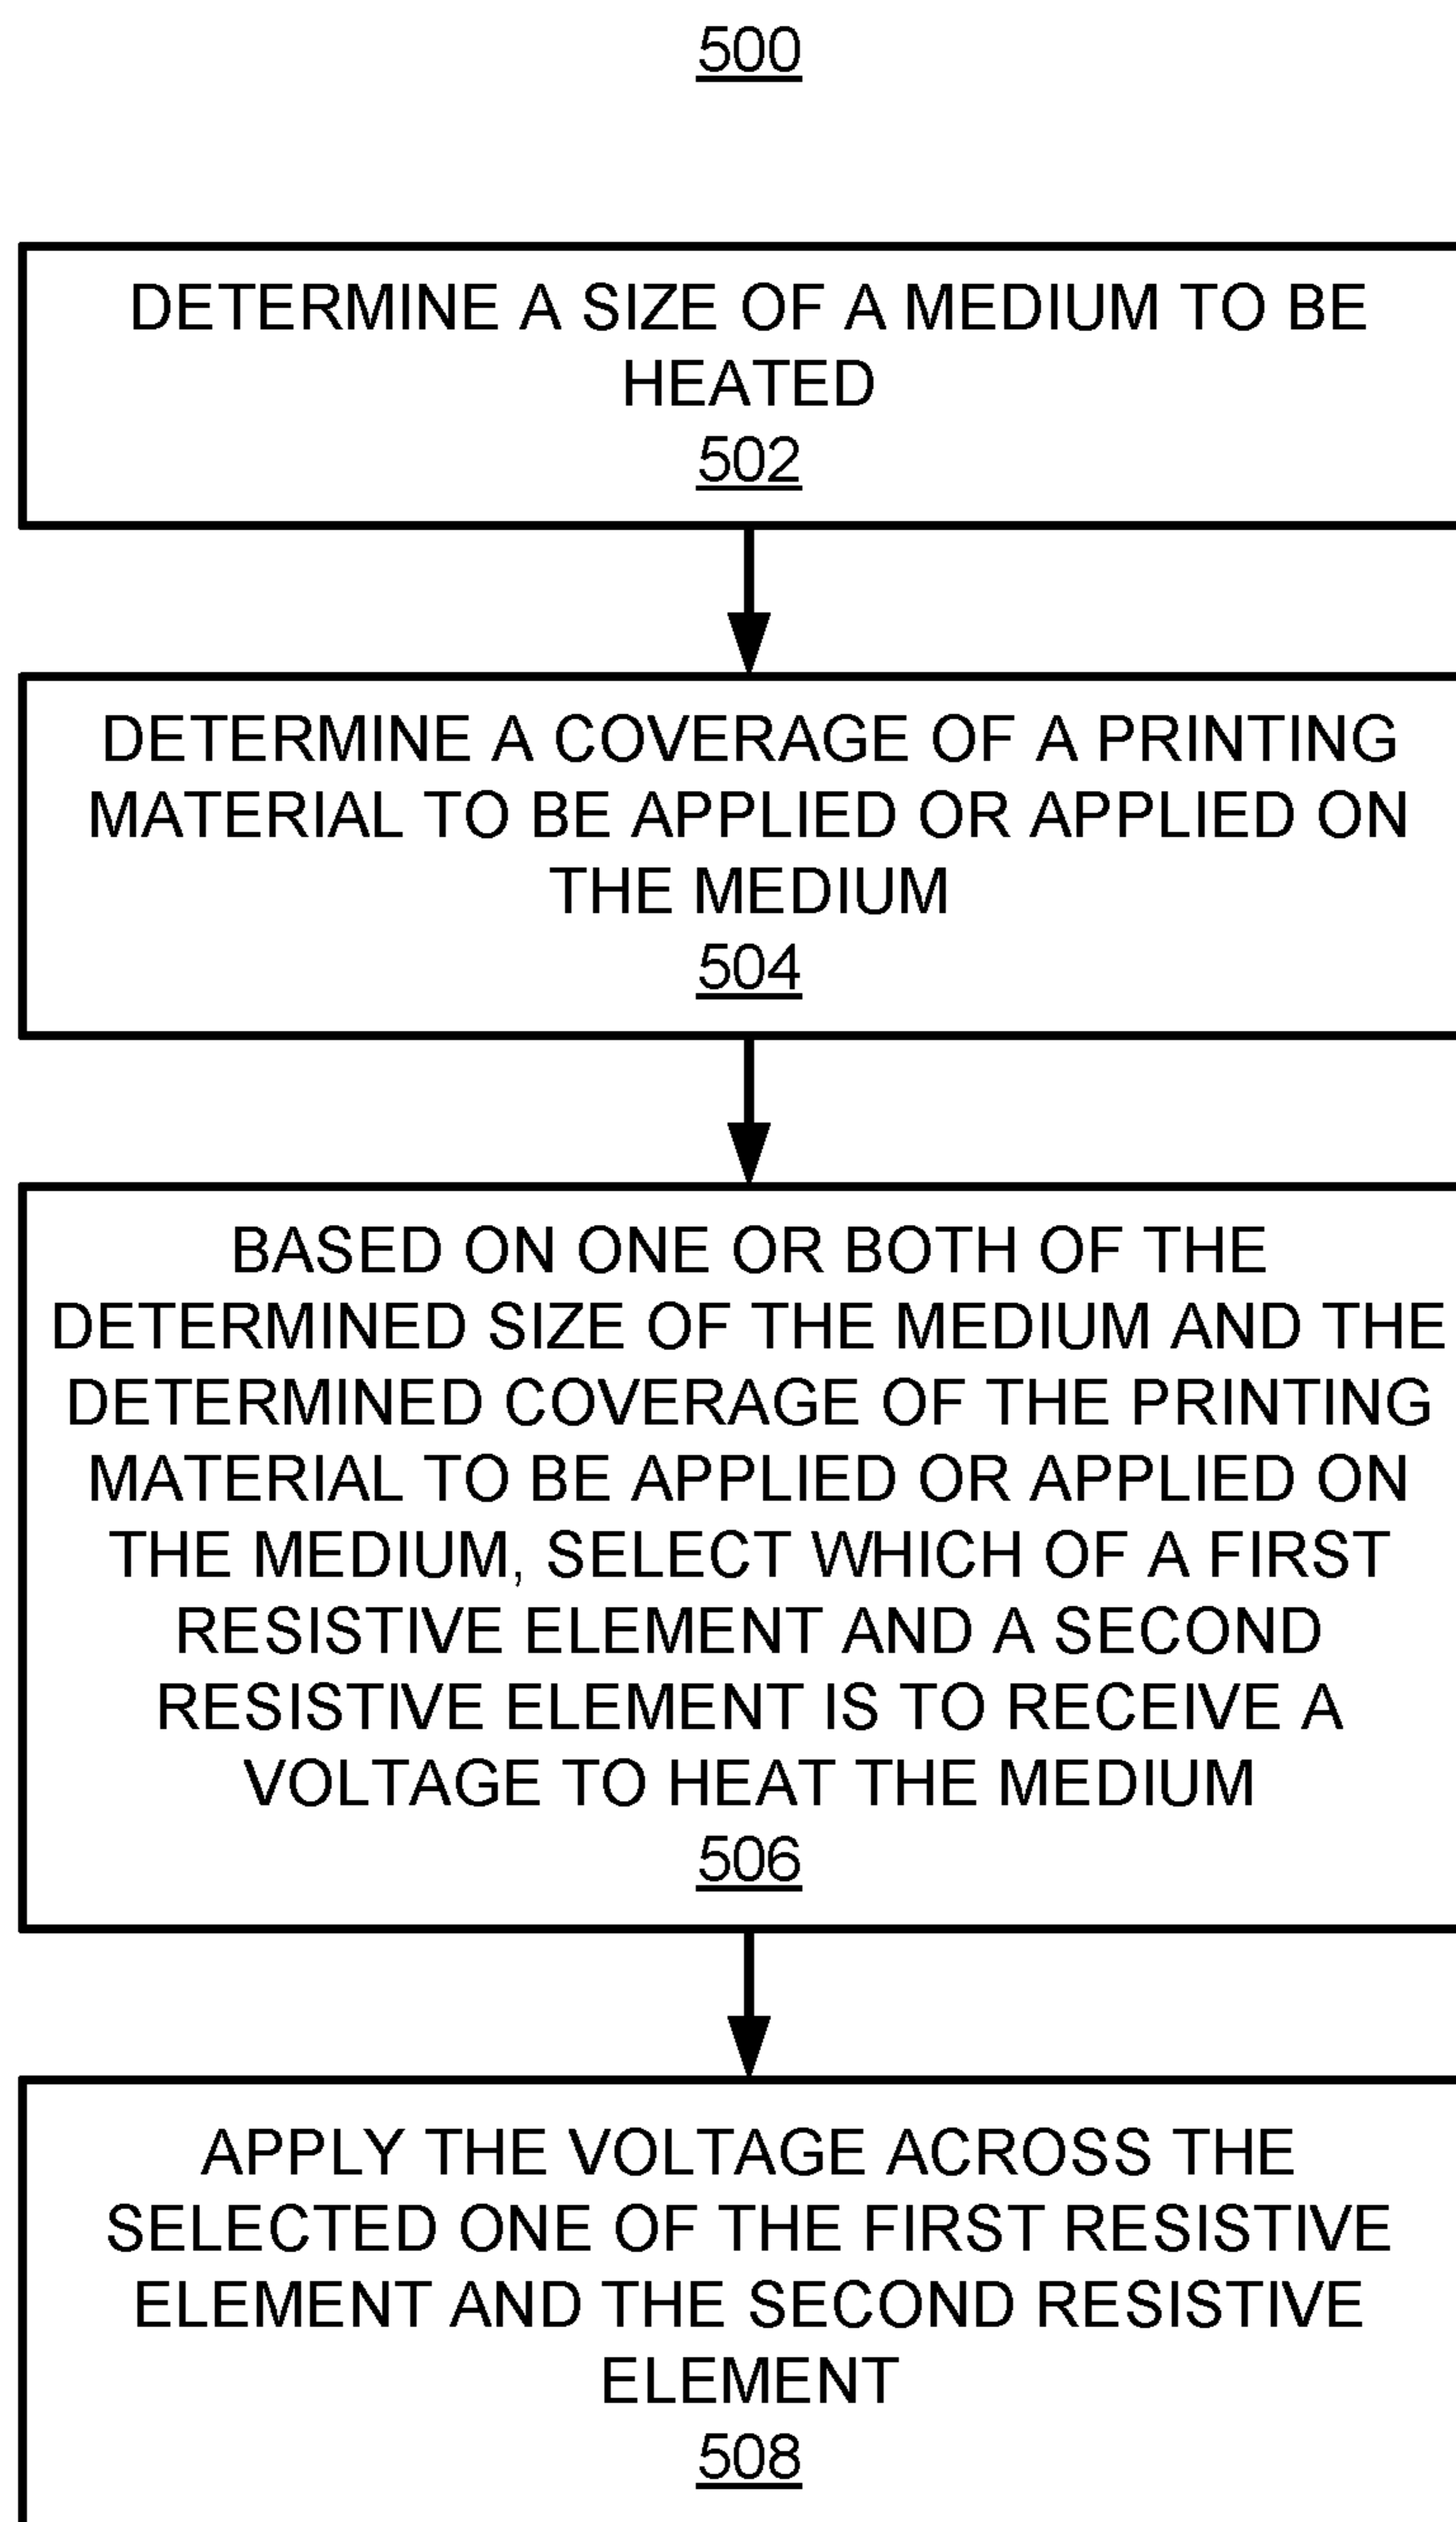 500
DETERMINE A SIZE OF A MEDIUM TO BE
HEATED
502
DETERMINE A COVERAGE OF A PRINTING
MATERIAL TO BE APPLIED OR APPLIED ON
THE MEDIUM
504
BASED ON ONE OR BOTH OF THE
DETERMINED SIZE OF THE MEDIUM AND THE
DETERMINED COVERAGE OF THE PRINTING
MATERIAL TO BE APPLIED OR APPLIED ON
THE MEDIUM, SELECT WHICH OF A FIRST
RESISTIVE ELEMENT AND A SECOND
RESISTIVE ELEMENT IS TO RECEIVE A
VOLTAGE TO HEAT THE MEDIUM
506
APPLY THE VOLTAGE ACROSS THE
SELECTED ONE OF THE FIRST RESISTIVE
ELEMENT AND THE SECOND RESISTIVE
ELEMENT
508